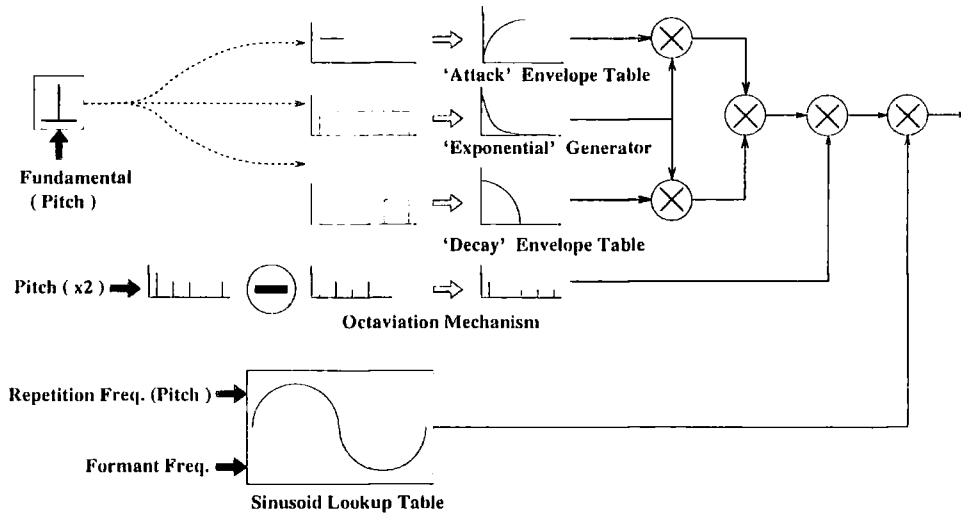 'Attack' Envelope Table
'Exponential' Generator
Fundamental
( Pitch )
'Decay' Envelope Table
Pitch ( x2 )
Octaviation Mechanism
Repetition Freq. (Pitch )
Formant Freq.
Sinusoid Lookup Table